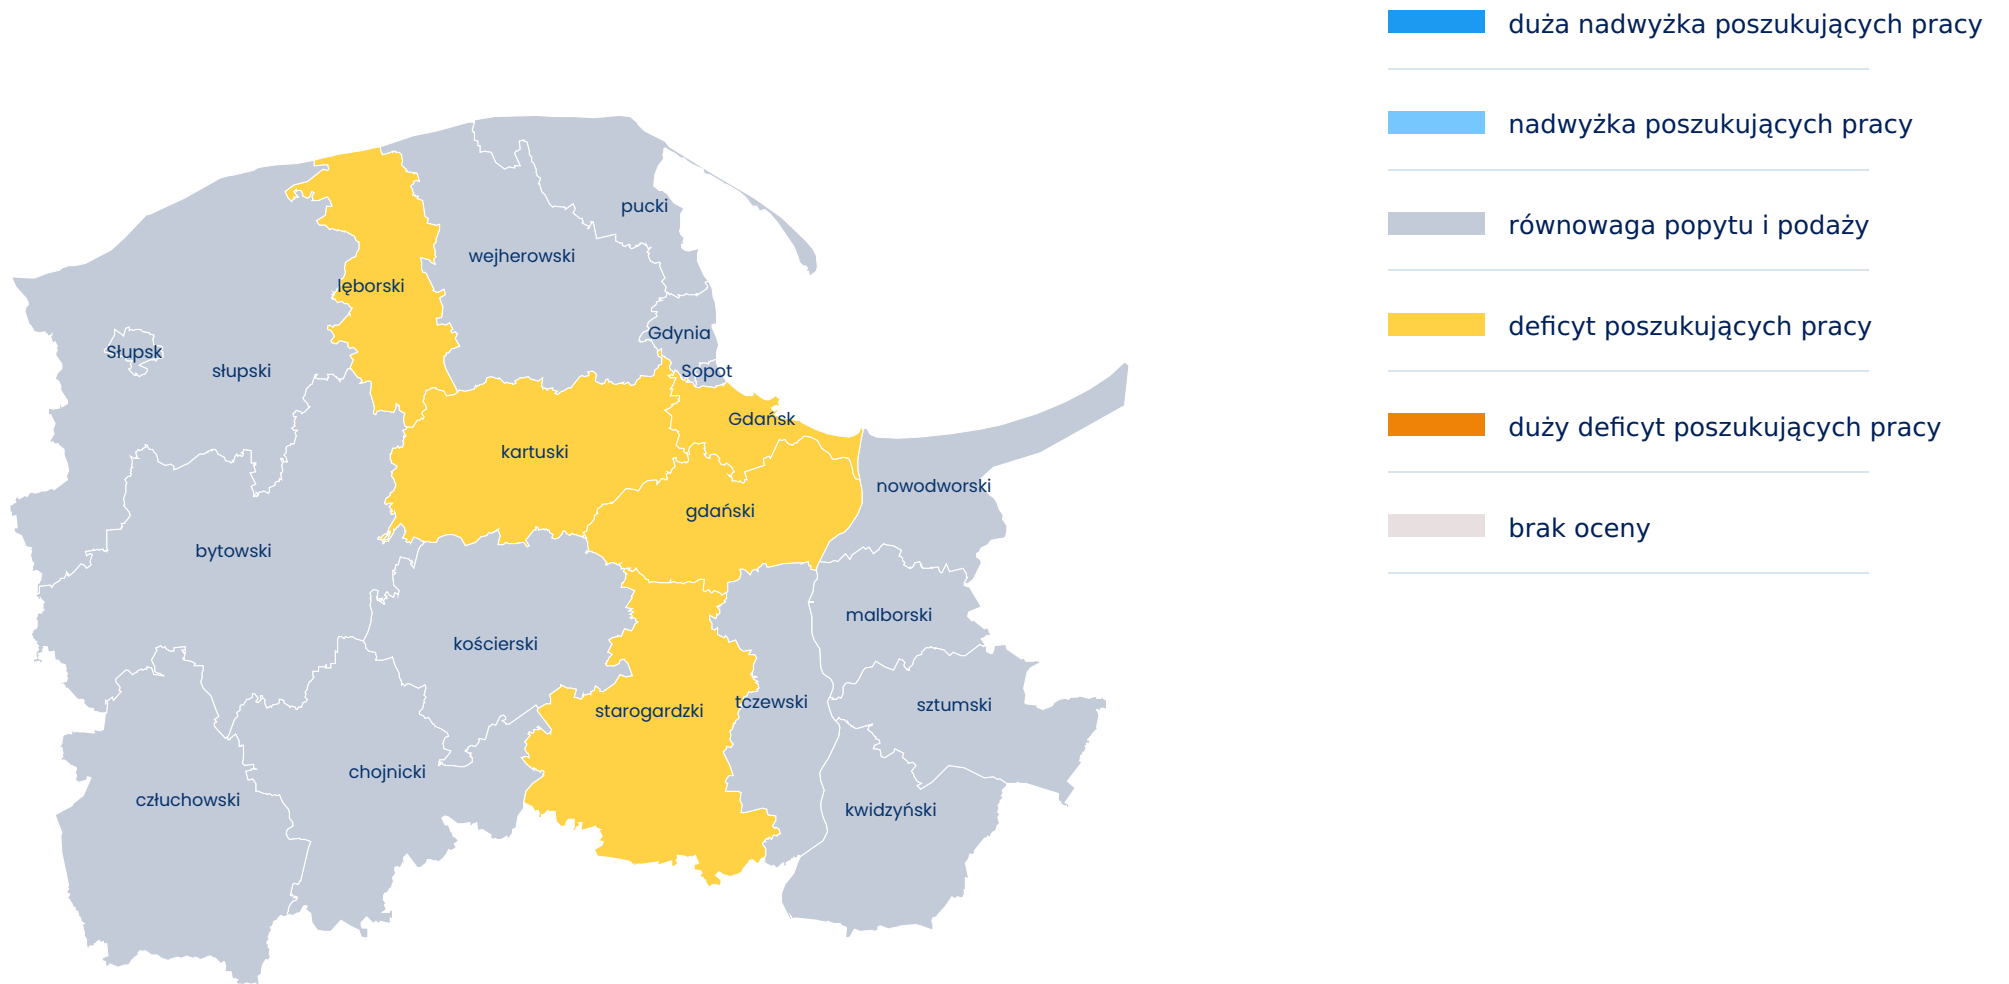 duża nadwyżka poszukujących pracy
nadwyżka poszukujących pracy
równowaga popytu i podaży
deficyt poszukujących pracy
duży deficyt poszukujących pracy
brak oceny
pucki
wejherowski
lęborski
Gdynia
Słupsk
słupski
Sopot
Gdańsk
kartuski
nowodworski
gdański
bytowski
malborski
kościerski
tczewski
sztumski
starogardzki
chojnicki
człuchowski
kwidzyński